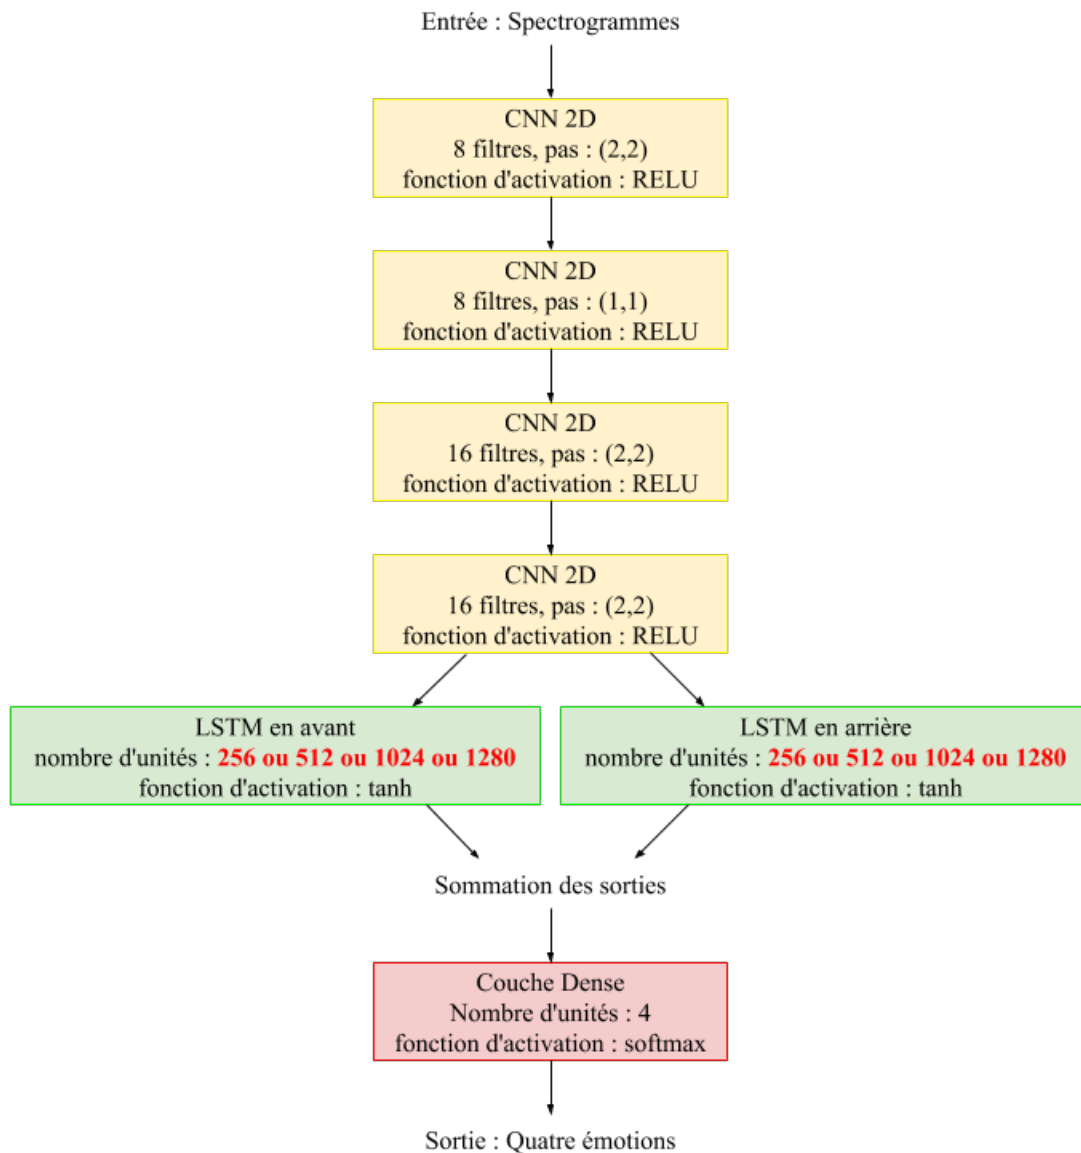 Entrée : Spectrogrammes
CNN 2D
8 filtres, pas : (2,2)
fonction d'activation : RELU
CNN 2D
8 filtres, pas : (1,1)
fonction d'activation : RELU
CNN 2D
16 filtres, pas : (2,2)
fonction d'activation : RELU
CNN 2D
16 filtres, pas : (2,2)
fonction d'activation : RELU
LSTM en avant
nombre d'unités : 256 ou 512 ou 1024 ou 1280
fonction d'activation : tanh
LSTM en arrière
nombre d'unités : 256 ou 512 ou 1024 ou 1280
fonction d'activation : tanh
Sommation des sorties
Couche Dense
Nombre d'unités : 4
fonction d'activation : softmax
Sortie : Quatre émotions